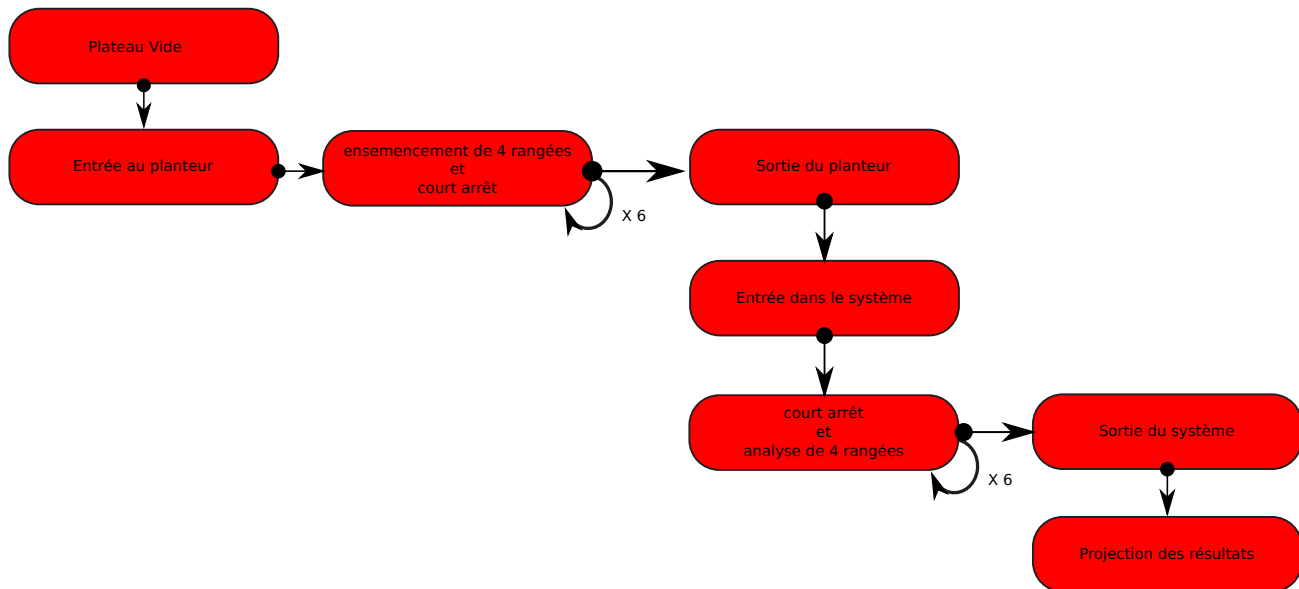 Plateau Vide
Entrée au planteur
ensemencement de 4 rangées
et
court arrêt
X 6
Sortie du planteur
Entrée dans le système
court arrêt
et
analyse de 4 rangées
X 6
Sortie du système
Projection des résultats